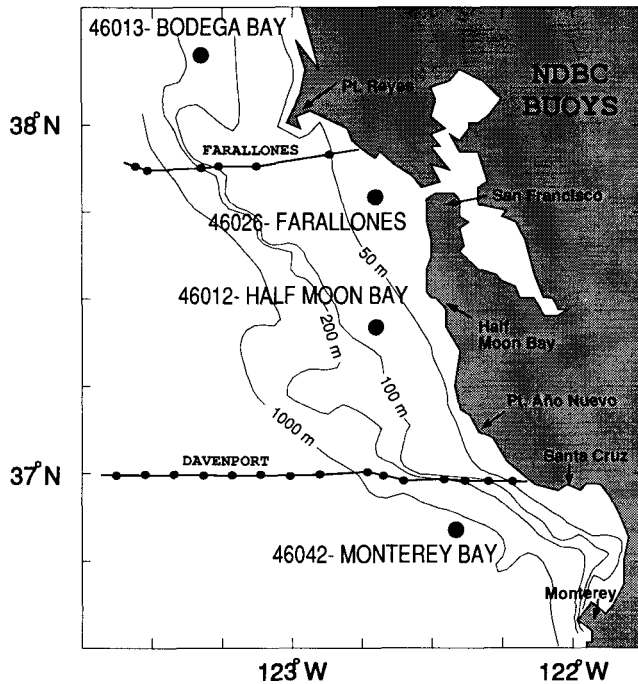 46013- BODEGA BAY
NDBC
BUOYS
Pt. Reyes
38°N
FARALLONES
San Francisco
46026- FARALLONES
50 m
46012- HALF MOON BAY
200 m
Half
Moon Bay
100 m
1000 m
Pt. Año Nuevo
DAVENPORT
Santa Cruz
37°N
46042- MONTEREY BAY
Monterey
123°W
122°W